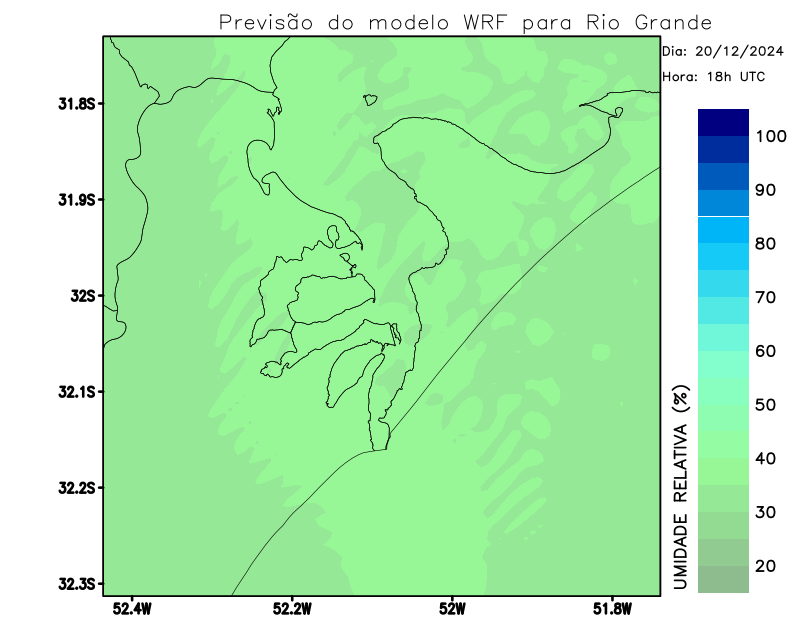 Previsão do modelo WRF para Rio Grande
Dia: 20/12/2024
Hora: 18h UTC
31.8S
31.9S
32S
32.1S
32.2S
32.3S
52.4W
52.2W
52W
51.8W
100
90
80
70
60
50
40
30
20
UMIDADE RELATIVA (%)